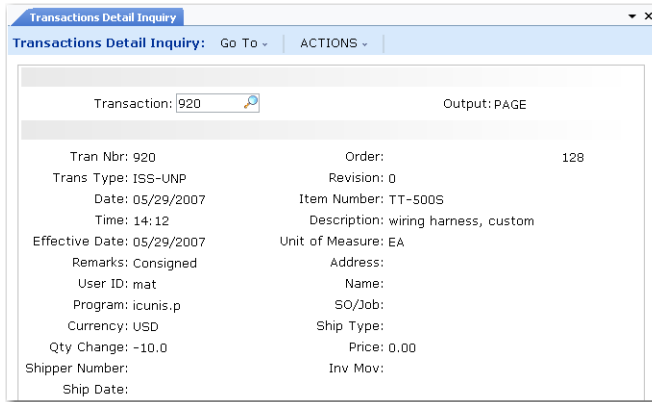 Transactions Detail Inquiry
Transactions Detail Inquiry: Go To ACTIONS
Transaction: 920 Output: PAGE
Tran Nbr: 920 Order: 128
Trans Type: ISS-UNP Revision: 0
Date: 05/29/2007 Item Number: TT-500S
Time: 14:12 Description: wiring harness, custom
Effective Date: 05/29/2007 Unit of Measure: EA
Remarks: Consigned Address:
User ID: mat Name:
Program: icunis.p SO/Job:
Currency: USD Ship Type:
Qty Change: -10.0 Price: 0.00
Shipper Number: Inv Mov:
Ship Date: